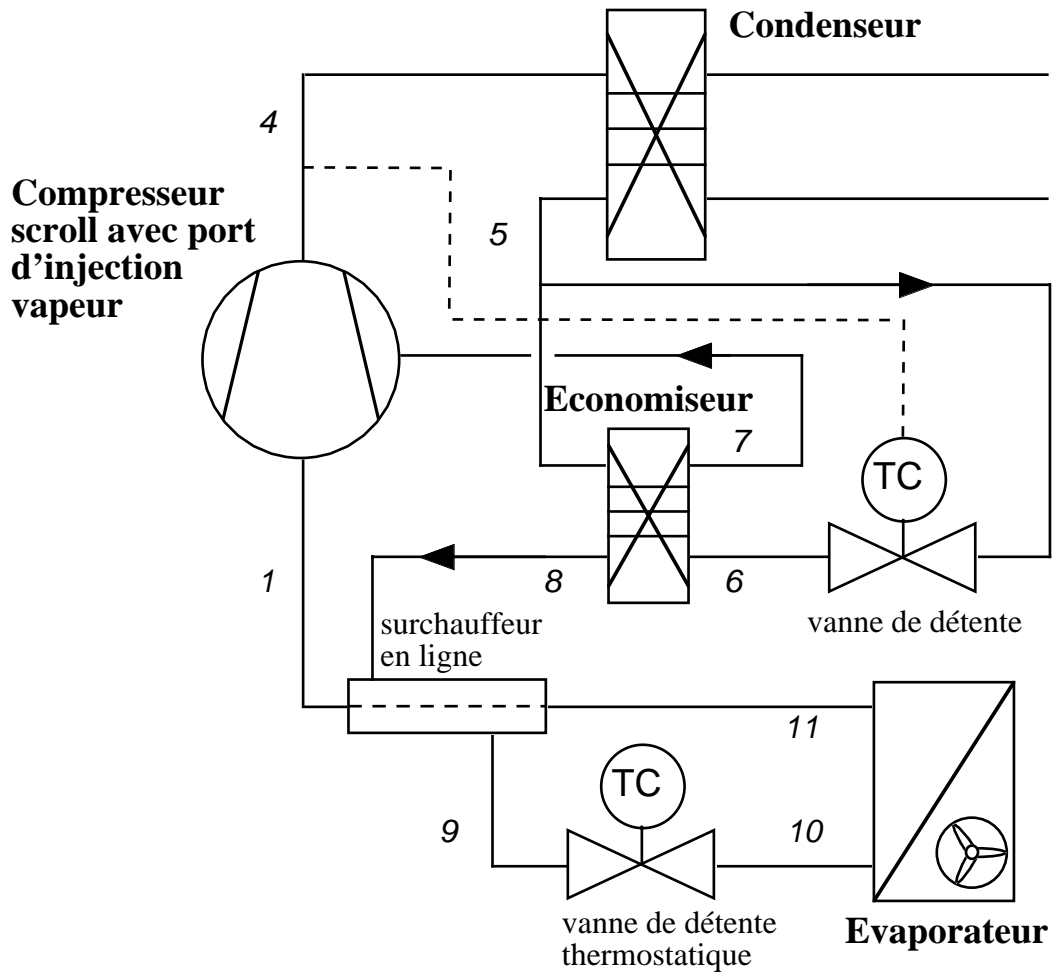 Condenseur
4
Compresseur
scroll avec port
d'injection
vapeur
5
Economiseur
7
TC
1
8
6
vanne de détente
surchauffeur
en ligne
11
TC
9
10
vanne de détente
thermostatique
Evaporateur